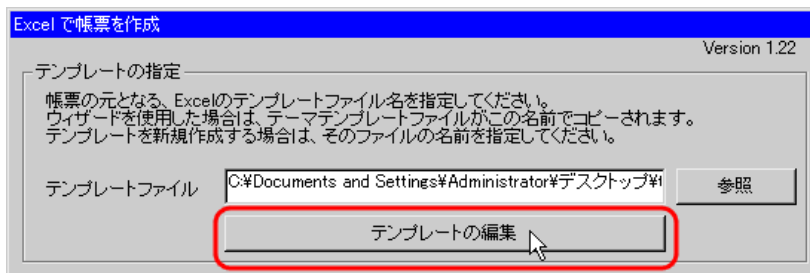 Excel で帳票を作成
Version 1.22
テンプレートの指定
帳票の元となる、Excelのテンプレートファイル名を指定してください。
ウィザードを使用した場合は、テーマテンプレートファイルがこの名前でコピーされます。
テンプレートを新規作成する場合は、そのファイルの名前を指定してください。
テンプレートファイル C:¥Documents and Settings¥Administrator¥デスクトップ¥t 参照
テンプレートの編集